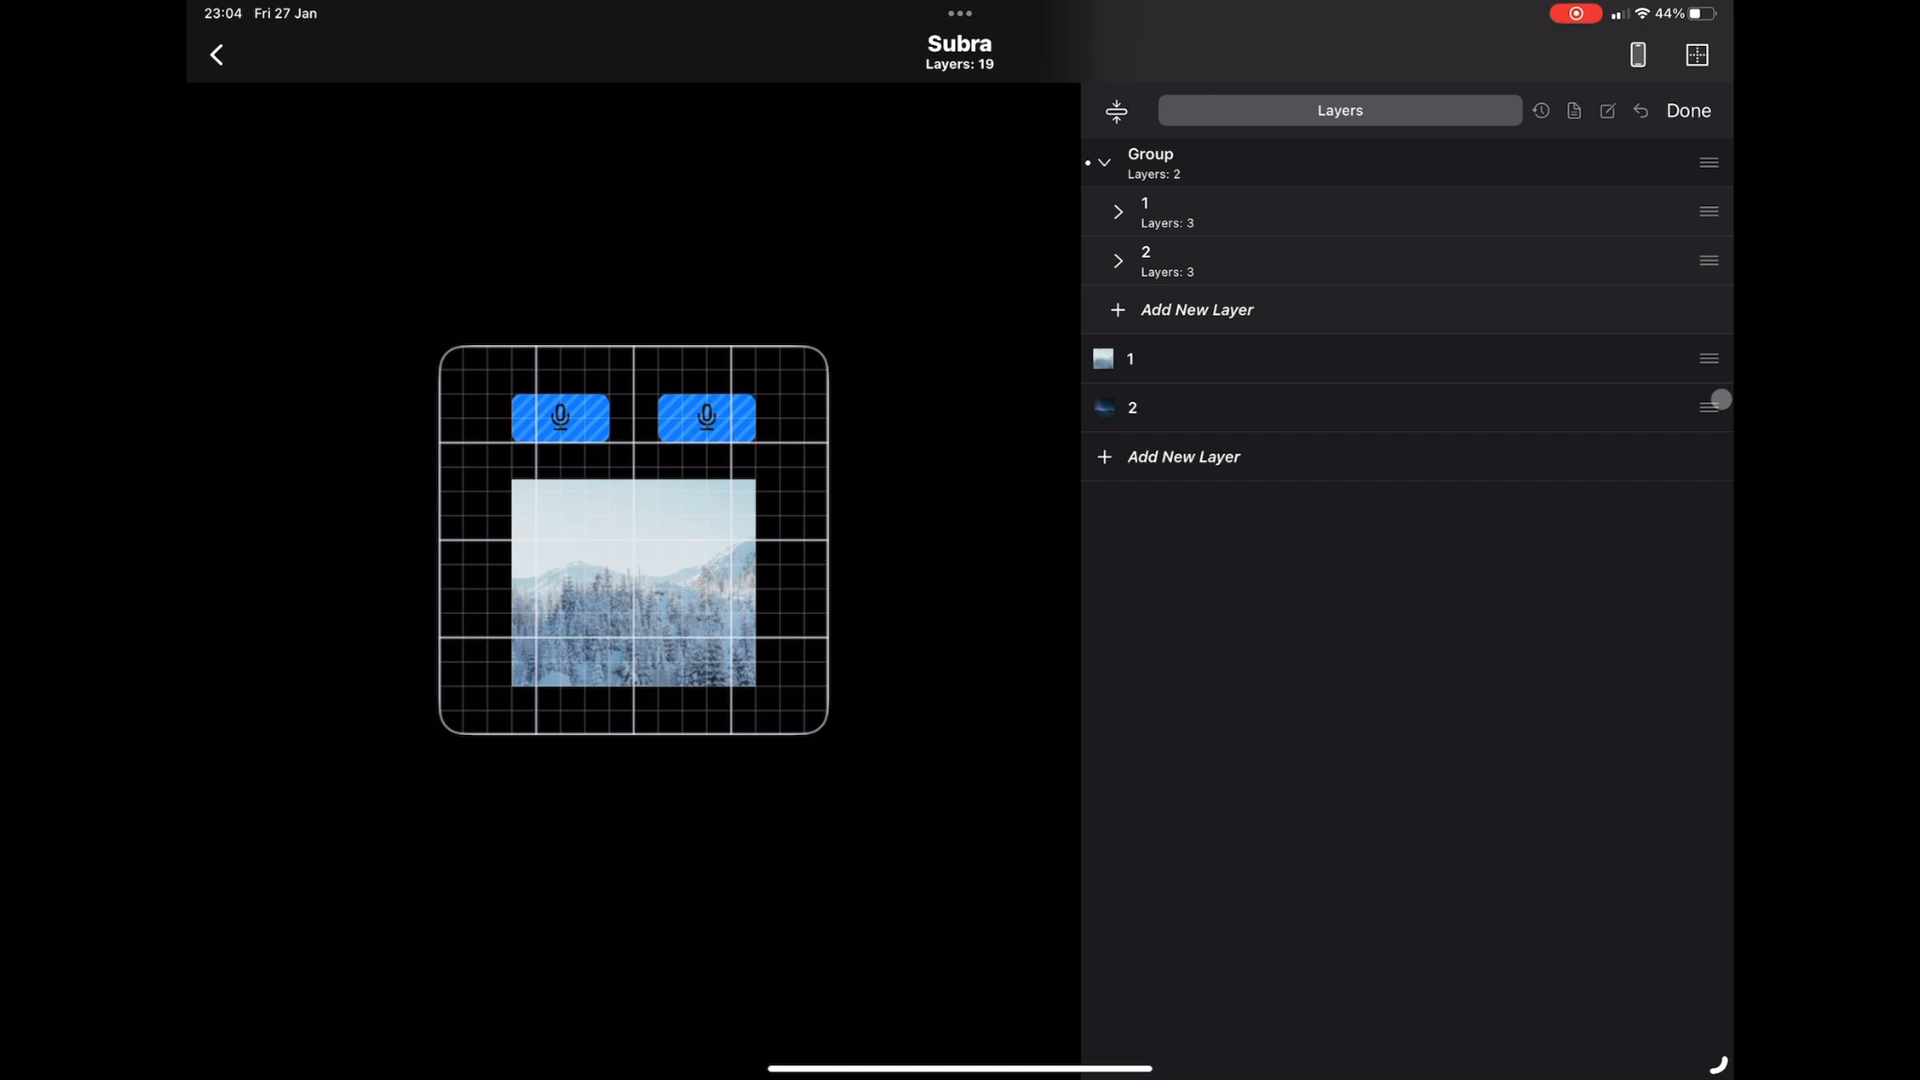 23:04 Fri 27 Jan
44%
Subra
Layers: 19
Layers
Done
Group
Layers: 2
1
Layers: 3
2
Layers: 3
Add New Layer
1
2
Add New Layer